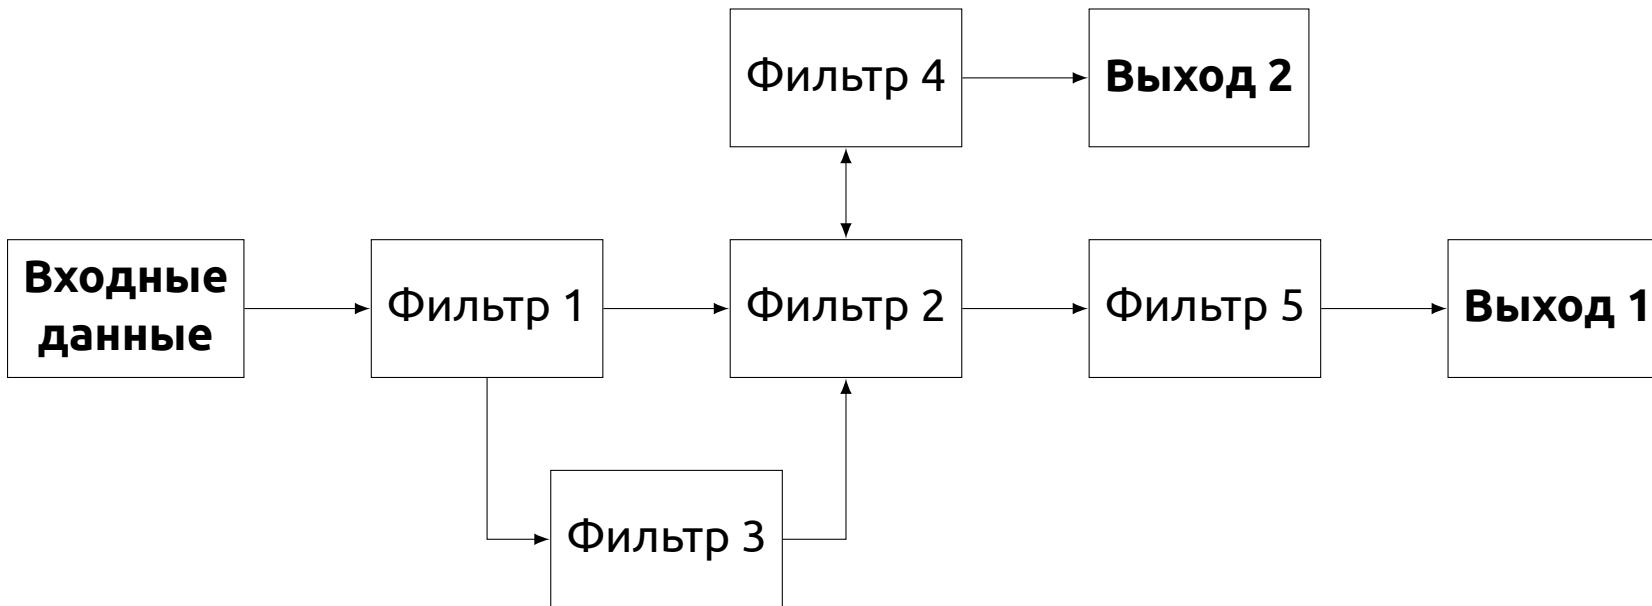 Фильтр 4
Выход 2
Входные
данные
Фильтр 1
Фильтр 2
Фильтр 5
Выход 1
Фильтр 3